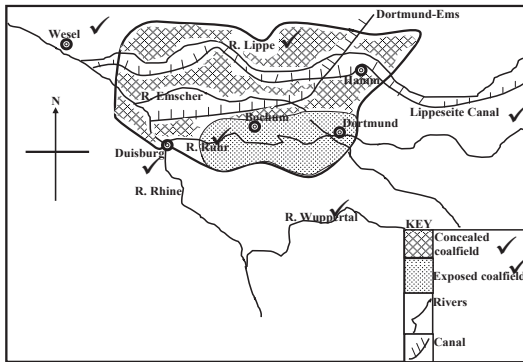 Dortmund-Ems
Wesel
R. Lippe
Hamm
R. Emscher
Lippeseite Canal
Bochum
Dortmund
R. Ruhr
Duisburg
N
R. Rhine
R. Wuppertal
KEY
Concealed
coalfield
Exposed coalfield
Rivers
Canal